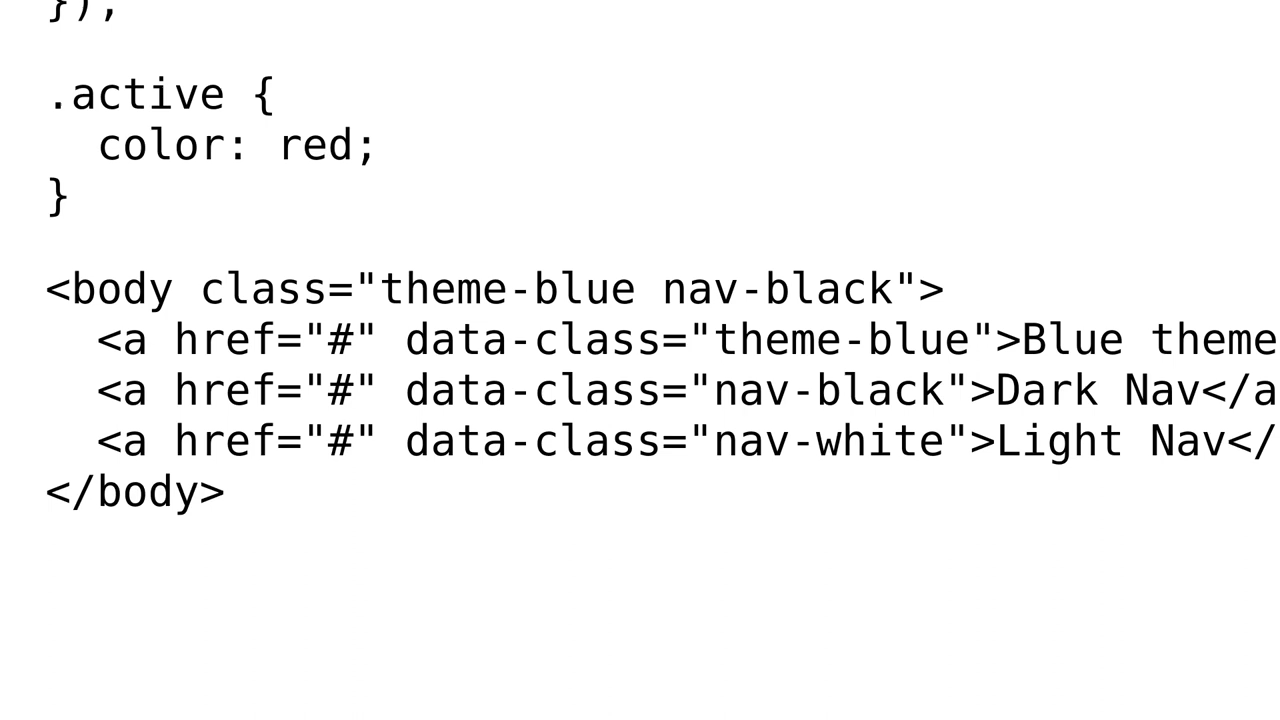 });
.active {
  color: red;
}
<body class="theme-blue nav-black">
  <a href="#" data-class="theme-blue">Blue theme
  <a href="#" data-class="nav-black">Dark Nav</a
  <a href="#" data-class="nav-white">Light Nav</
</body>